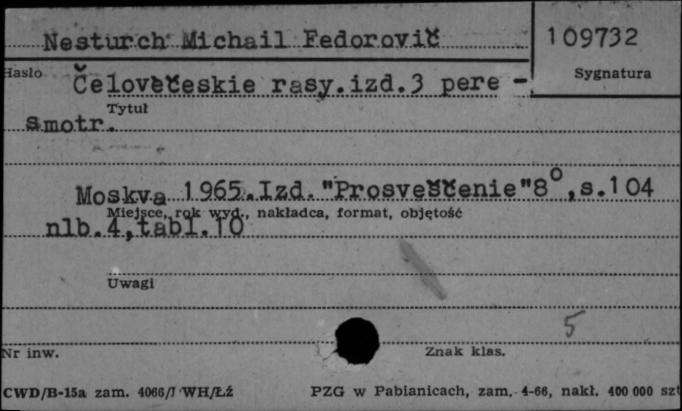 Nesturch Michail Fedorovič
109732
Hasło
Sygnatura
Čelovečeskie rasy.izd.3 pere -
Tytuł
smotr.
Moskva 1965.Izd."Prosveščenie"8°,s.104
Miejsce, rok wyd., nakładca, format, objętość
nlb.4,tabl.10
Uwagi
5
Nr inw.
Znak klas.
CWD/B-15a zam. 4066/I WH/Łź
PZG w Pabianicach, zam. 4-66, nakł. 400 000 szt